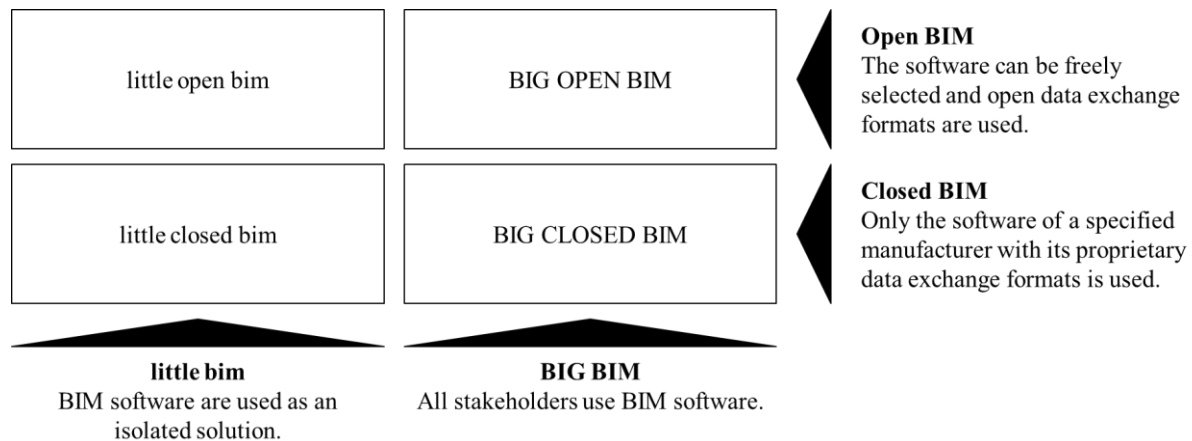 little open bim
BIG OPEN BIM
Open BIM
The software can be freely
selected and open data exchange
formats are used.
little closed bim
BIG CLOSED BIM
Closed BIM
Only the software of a specified
manufacturer with its proprietary
data exchange formats is used.
little bim
BIM software are used as an
isolated solution.
BIG BIM
All stakeholders use BIM software.